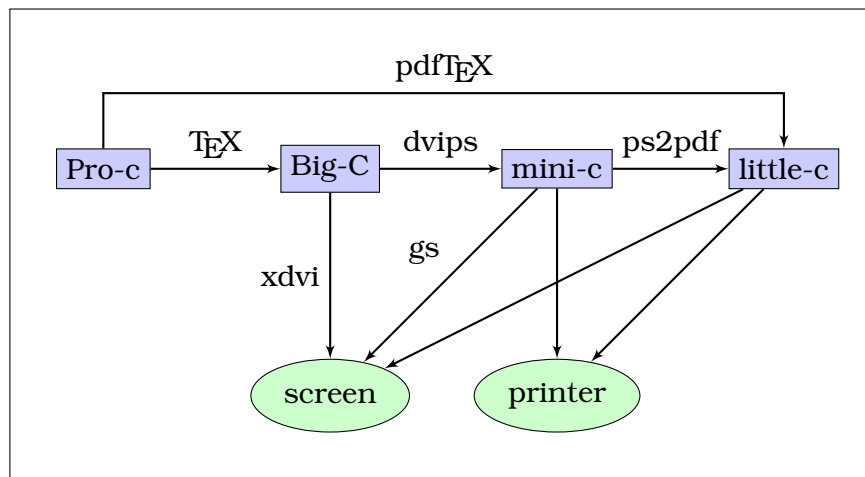 pdfTEX
TEX dvips ps2pdf
Pro-c Big-C mini-c little-c
gs
xdvi
screen printer